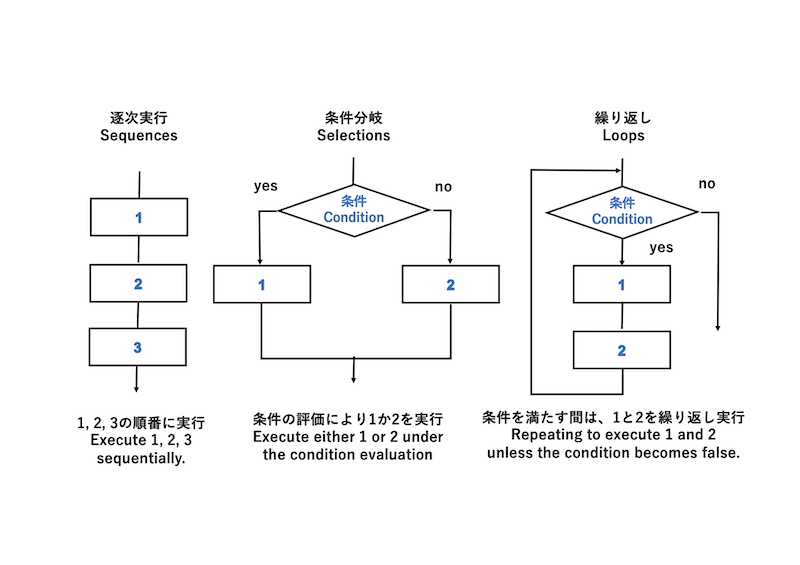 逐次実行
Sequences
1
2
3
1, 2, 3の順番に実行
Execute 1, 2, 3
sequentially.
条件分岐
Selections
yes
no
条件
Condition
1
2
条件の評価により1か2を実行
Execute either 1 or 2 under
the condition evaluation
繰り返し
Loops
no
条件
Condition
yes
1
2
条件を満たす間は、1と2を繰り返し実行
Repeating to execute 1 and 2
unless the condition becomes false.